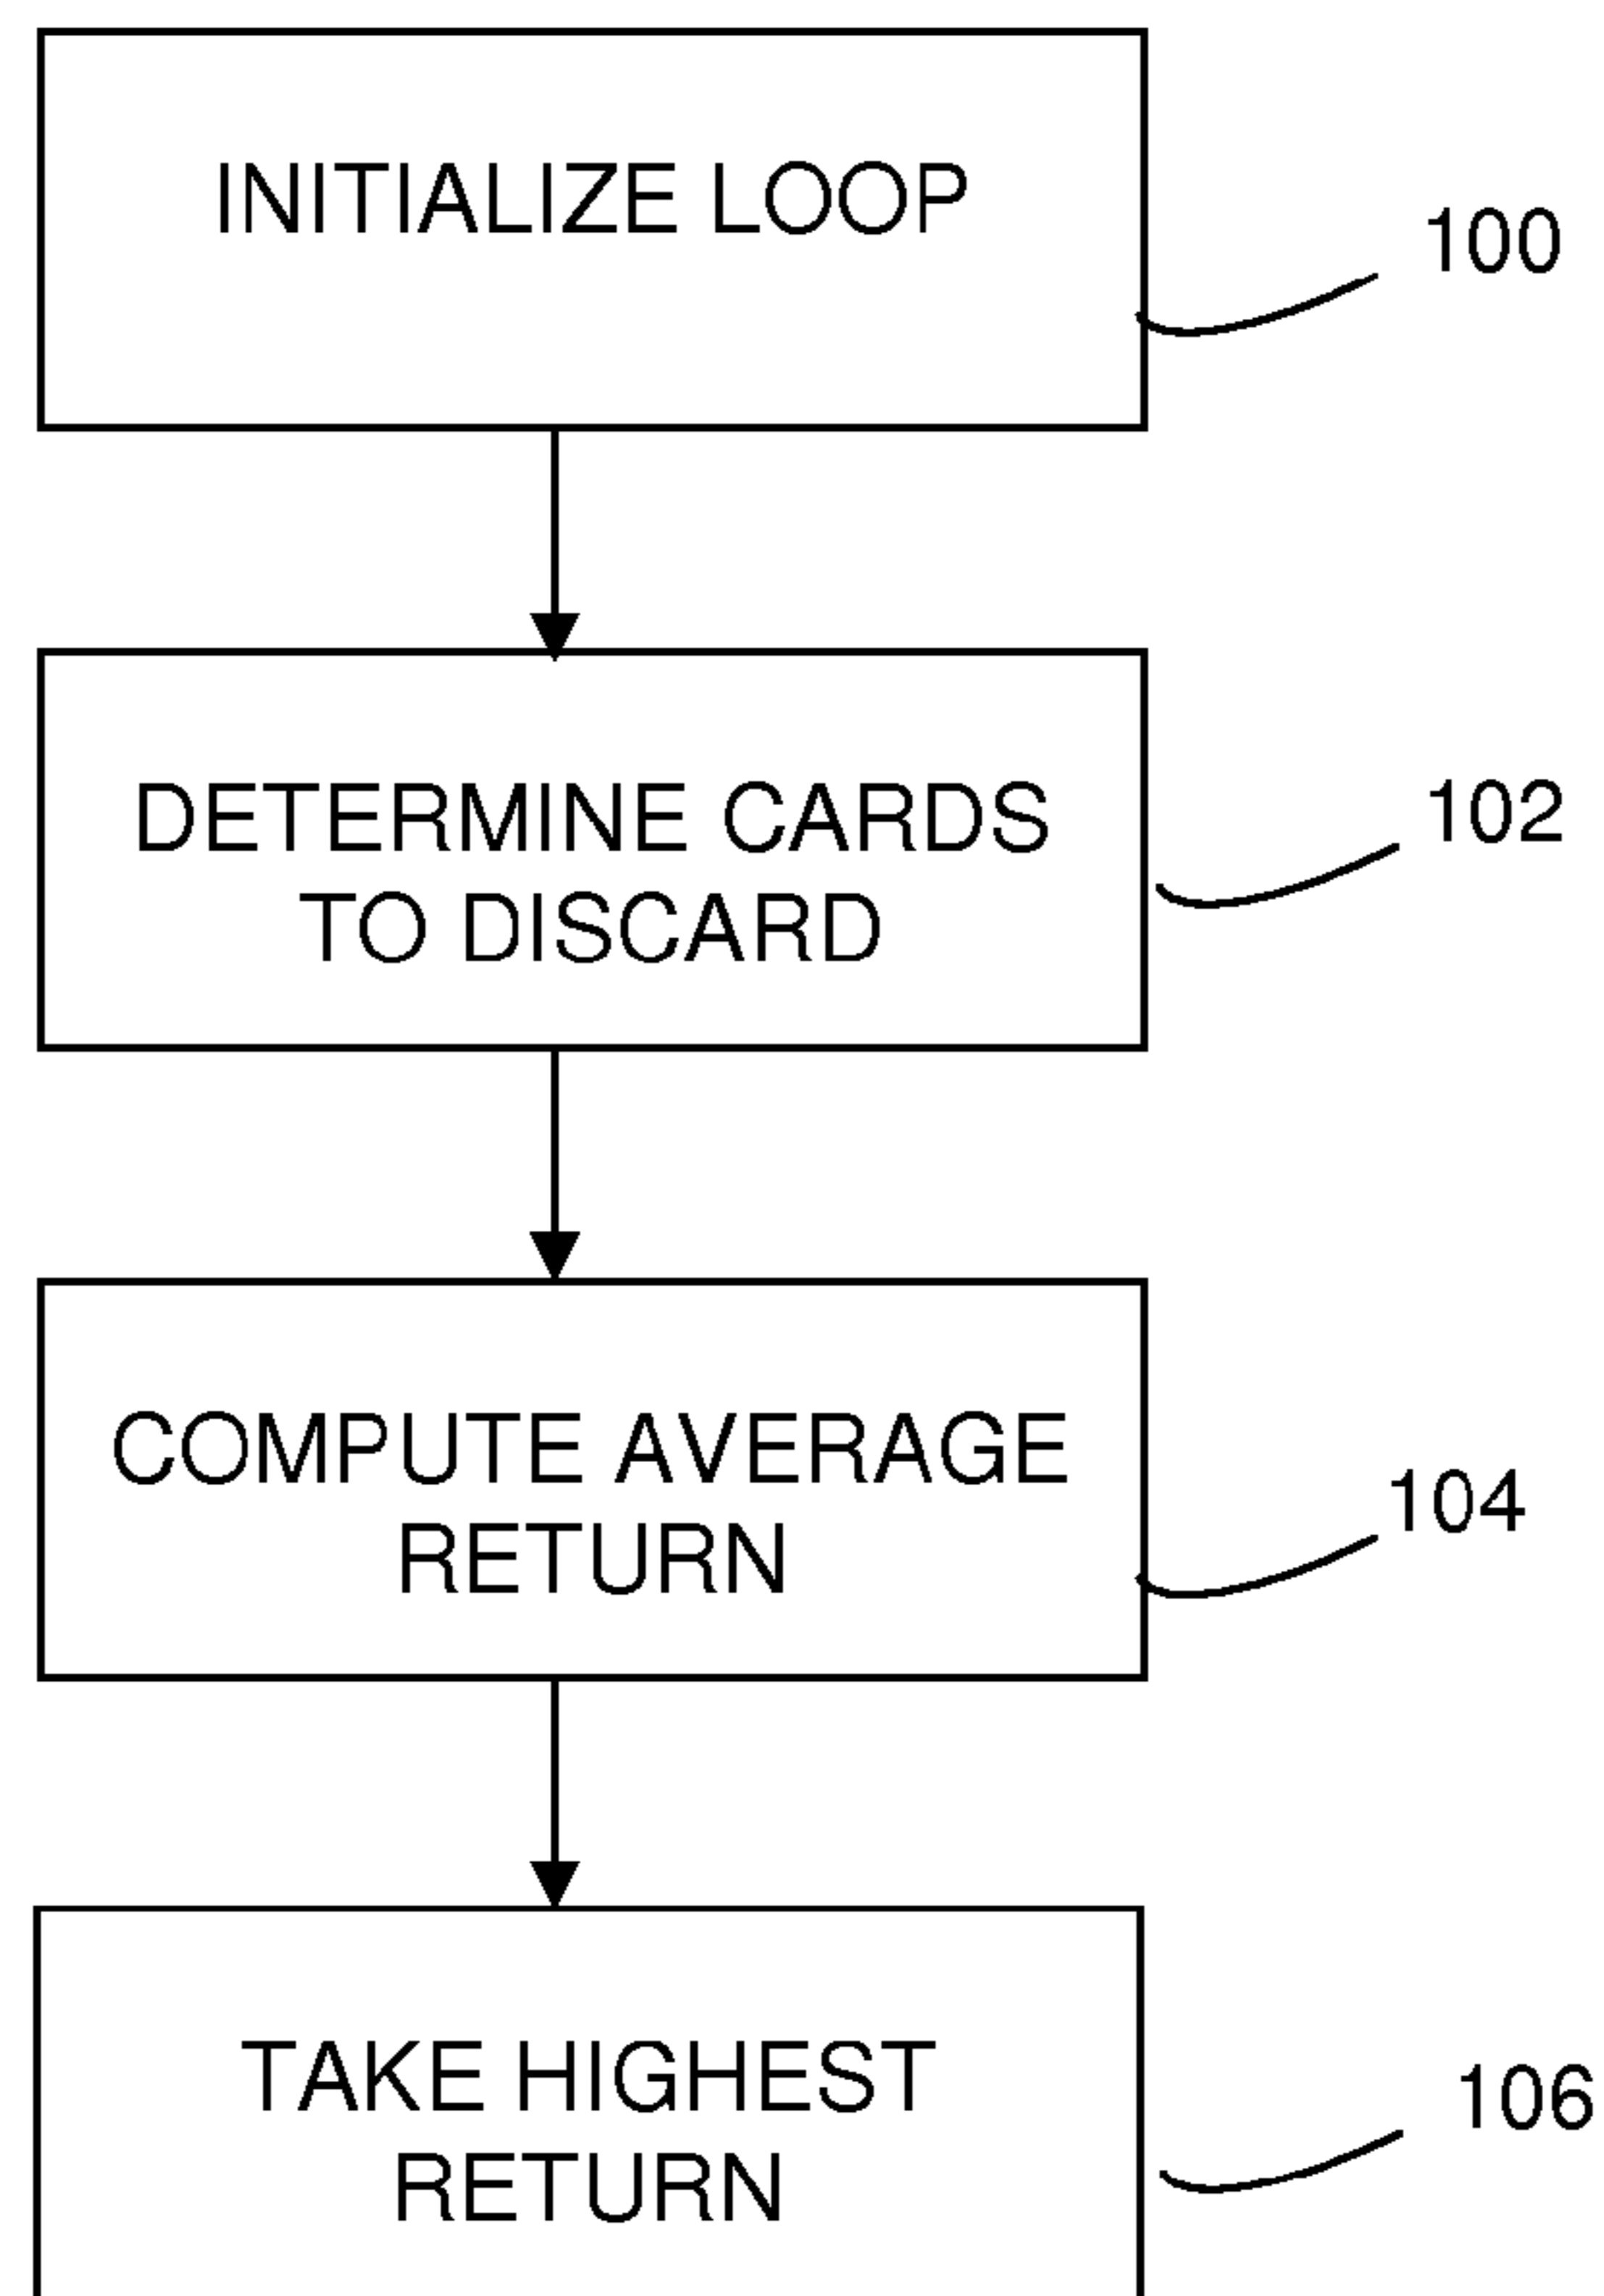 INITIALIZE LOOP
100
DETERMINE CARDS
TO DISCARD
102
COMPUTE AVERAGE
RETURN
104
TAKE HIGHEST
RETURN
106